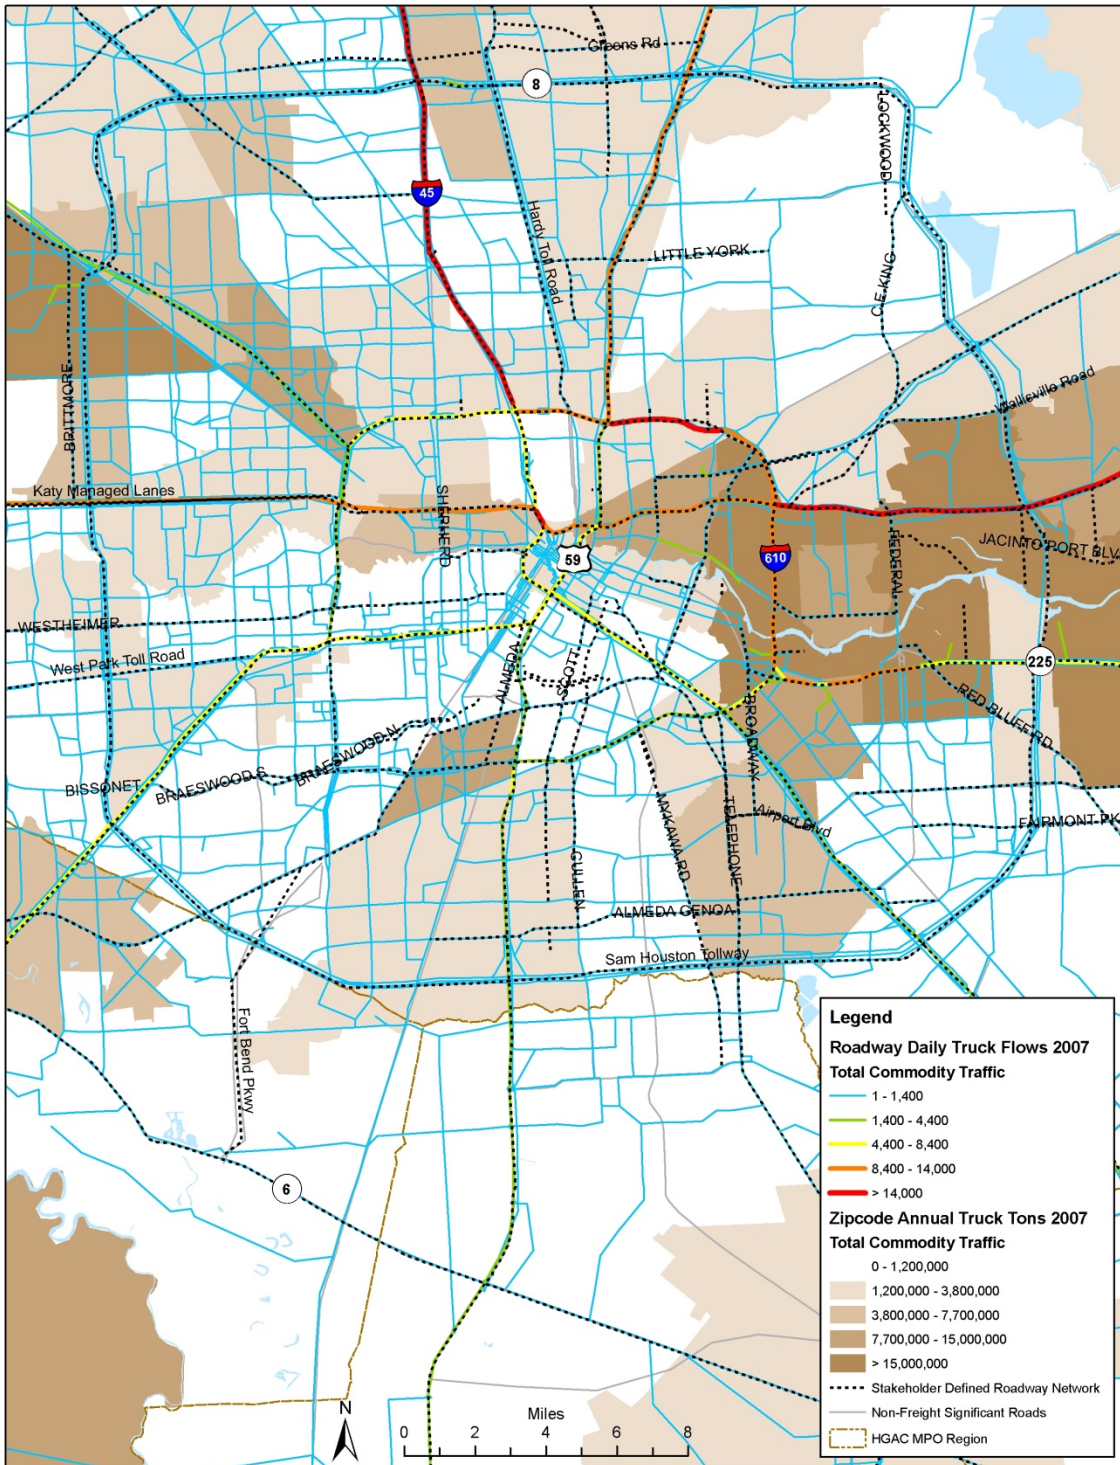 Greens Rd
8
LOCKWOOD
45
Hardy Toll Road
LITTLE YORK
C.E.KING
BRITTMORE
Wallisville Road
Katy Managed Lanes
SHEPHERD
59
610
FEDERAL
JACINTO PORT BLV
WESTHEIMER
West Park Toll Road
ALMEDA
SCOTT
225
RED BLUFF RD
BISSONET
BRAESWOOD S
BRAESWOOD N
BROADWAY
MYKAWA RD
TELEPHONE
Airport Blvd
FAIRMONT PK
CULLEN
ALMEDA GENOA
Sam Houston Tollway
Fort Bend Pkwy
6
Legend
Roadway Daily Truck Flows 2007
Total Commodity Traffic
1 - 1,400
1,400 - 4,400
4,400 - 8,400
8,400 - 14,000
> 14,000
Zipcode Annual Truck Tons 2007
Total Commodity Traffic
0 - 1,200,000
1,200,000 - 3,800,000
3,800,000 - 7,700,000
7,700,000 - 15,000,000
> 15,000,000
Stakeholder Defined Roadway Network
Non-Freight Significant Roads
HGAC MPO Region
N
Miles
0 2 4 6 8